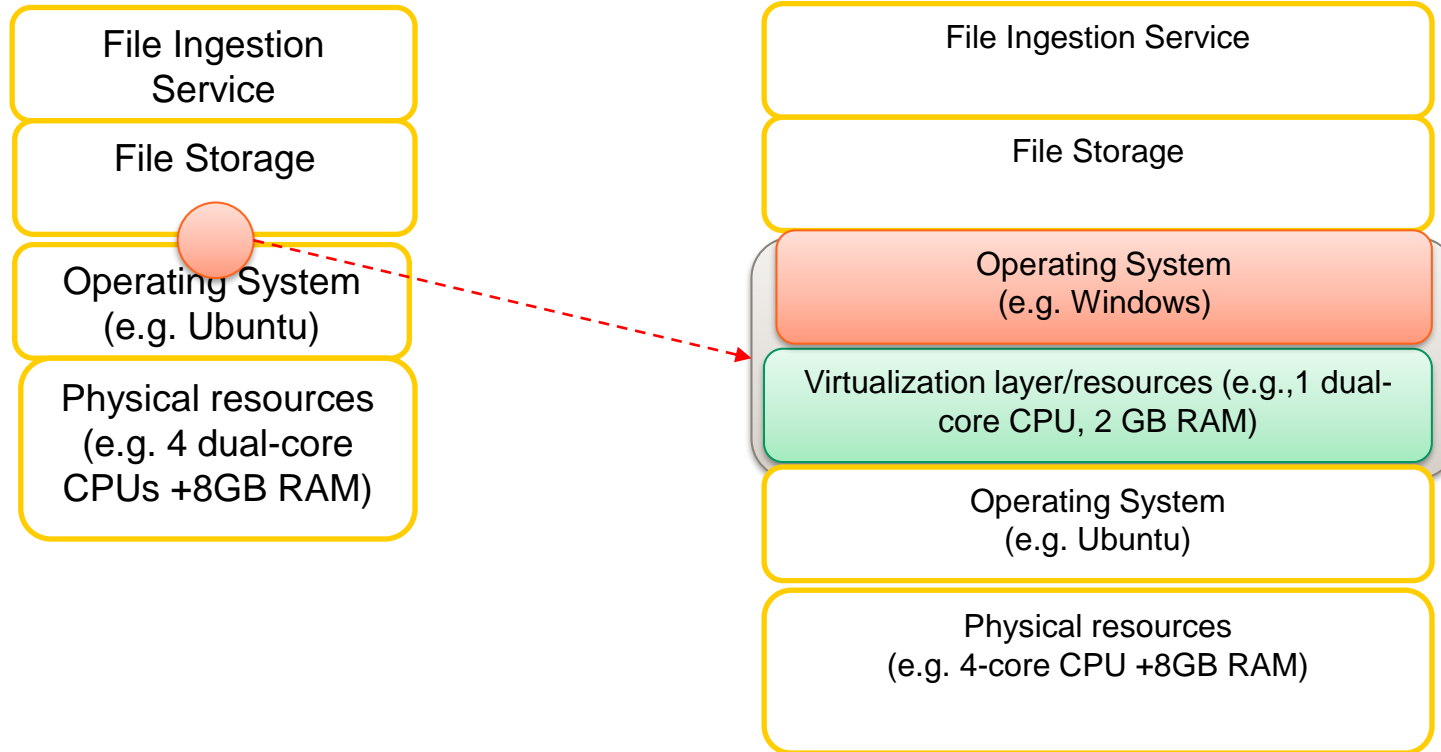 File Ingestion
Service
File Storage
Operating System
(e.g. Ubuntu)
Physical resources
(e.g. 4 dual-core
CPUs +8GB RAM)
File Ingestion Service
File Storage
Operating System
(e.g. Windows)
Virtualization layer/resources (e.g.,1 dual-
core CPU, 2 GB RAM)
Operating System
(e.g. Ubuntu)
Physical resources
(e.g. 4-core CPU +8GB RAM)